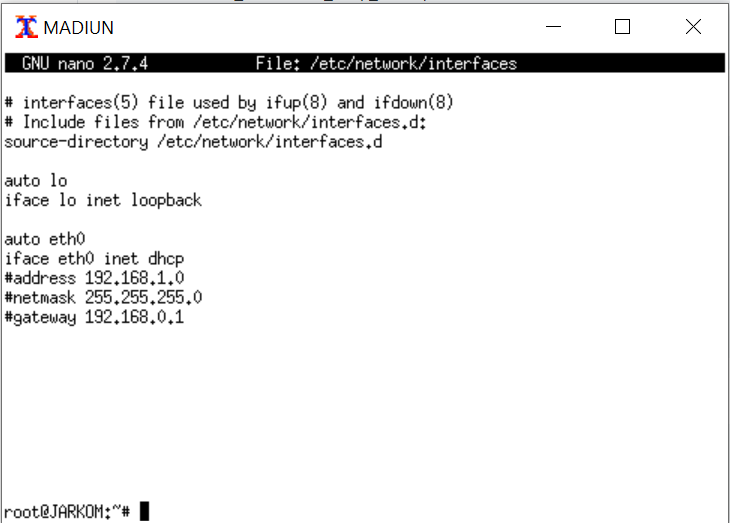 MADIUN
GNU nano 2.7.4 File: /etc/network/interfaces
# interfaces(5) file used by ifup(8) and ifdown(8)
# Include files from /etc/network/interfaces.d:
source-directory /etc/network/interfaces.d
auto lo
iface lo inet loopback
auto eth0
iface eth0 inet dhcp
#address 192.168.1.0
#netmask 255.255.255.0
#gateway 192.168.0.1
root@JARKOM:~#